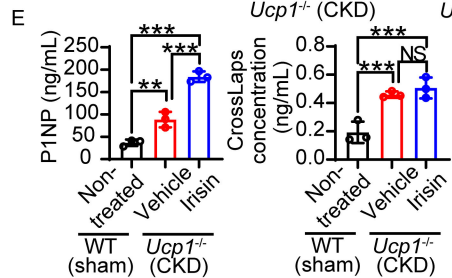 Ucp1-/- (CKD) U
E
P1NP (ng/mL)
250
200
150
100
50
0
***
***
**
Non-
treated
Vehicle
Irisin
WT
(sham)
Ucp1-/-
(CKD)
CrossLaps
concentration
(ng/mL)
0.8
0.6
0.4
0.2
0.0
***
NS
***
Non-
treated
Vehicle
Irisin
WT
(sham)
Ucp1-/-
(CKD)